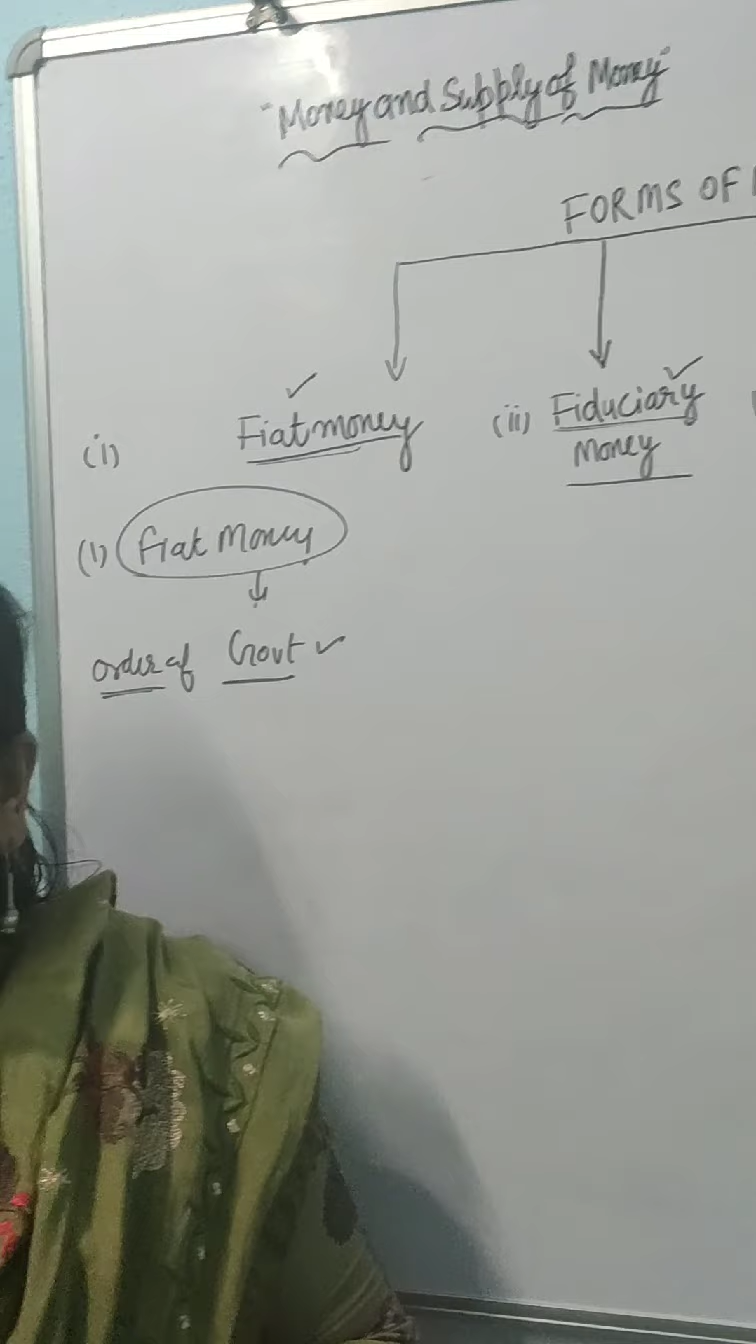 "Money and Supply of Money"
FORMS OF
(i) Fiat money (ii) Fiduciary
Money
(1) Fiat Money
order of Govt